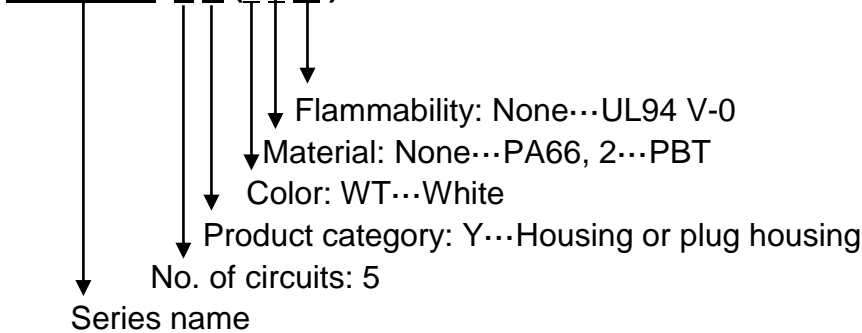 Flammability: None···UL94 V-0
Material: None···PA66, 2···PBT
Color: WT···White
Product category: Y···Housing or plug housing
No. of circuits: 5
Series name